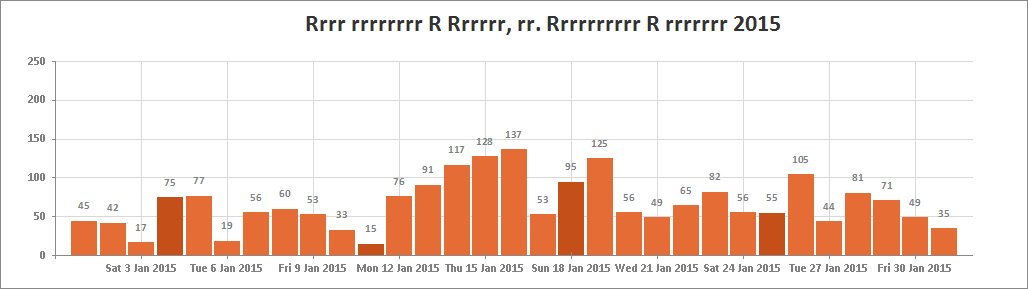 Rrrr rrrrrrrr R Rrrrrr, rr. Rrrrrrrrrr R rrrrrrr 2015
250
200
150
100
50
0
45 42 17 75 77 19 56 60 53 33 15 76 91 117 128 137 53 95 125 56 49 65 82 56 55 105 44 81 71 49 35
Sat 3 Jan 2015 Tue 6 Jan 2015 Fri 9 Jan 2015 Mon 12 Jan 2015 Thu 15 Jan 2015 Sun 18 Jan 2015 Wed 21 Jan 2015 Sat 24 Jan 2015 Tue 27 Jan 2015 Fri 30 Jan 2015